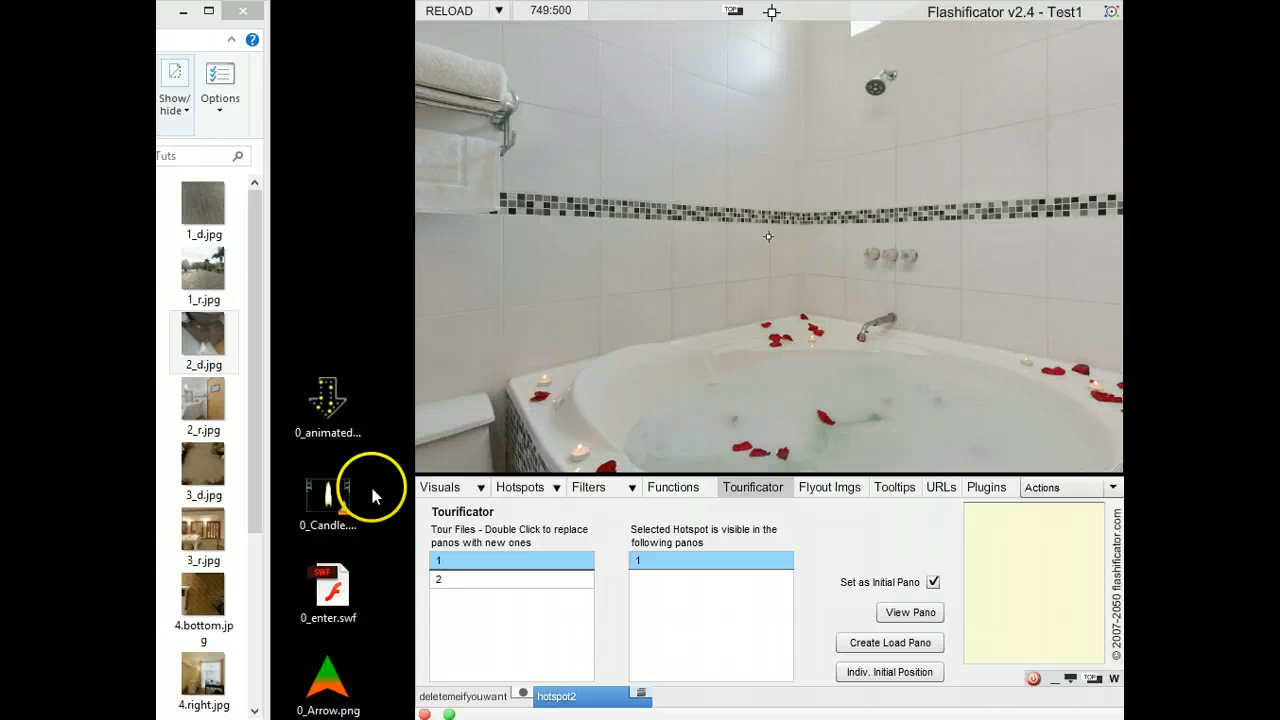 RELOAD
749:500
TOP
Flashificator v2.4 - Test1
Show/
hide
Options
Tuts
1_d.jpg
1_r.jpg
2_d.jpg
2_r.jpg
3_d.jpg
3_r.jpg
4.bottom.jp
g
4.right.jpg
0_animated...
0_Candle....
SWF
0_enter.swf
0_Arrow.png
Visuals
Hotspots
Filters
Functions
Tourificator
Flyout Imgs
Tooltips
URLs
Plugins
Actions
Tourificator
Tour Files - Double Click to replace
panos with new ones
1
2
Selected Hotspot is visible in the
following panos
1
Set as Initial Pano
View Pano
Create Load Pano
Indiv. Initial Position
© 2007-2050 flashificator.com
TOP
W
deletemeifyouwant
hotspot2